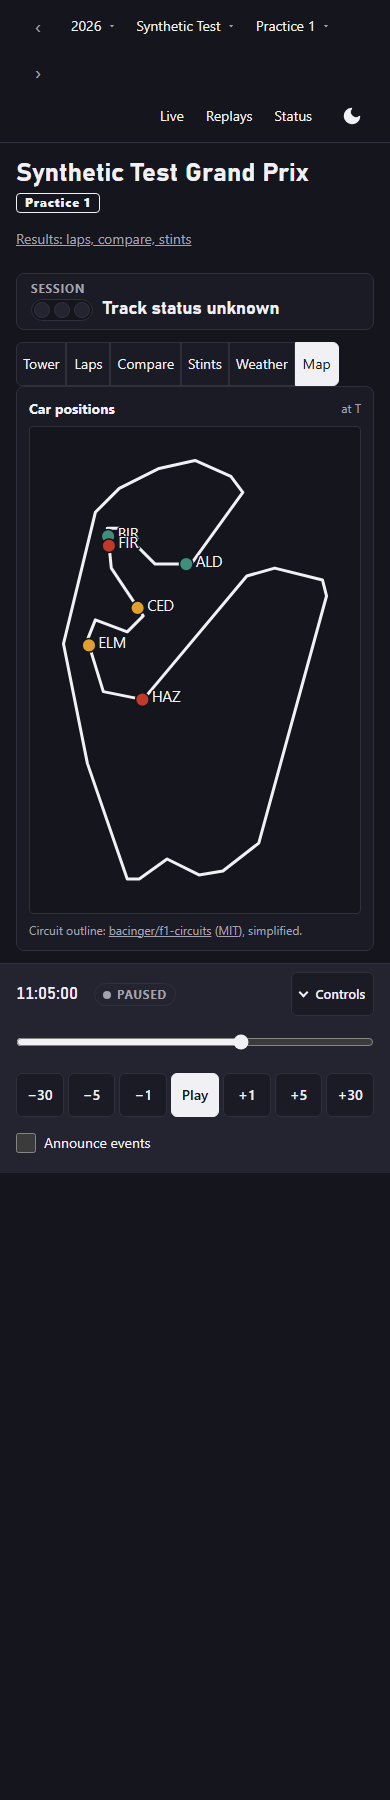 ‹ 2026 Synthetic Test Practice 1
›
Live Replays Status
Synthetic Test Grand Prix
Practice 1
Results: laps, compare, stints
SESSION
Track status unknown
Tower Laps Compare Stints Weather Map
Car positions at T
BIR
FIR
ALD
CED
ELM
HAZ
Circuit outline: bacinger/f1-circuits (MIT), simplified.
11:05:00 PAUSED Controls
−30 −5 −1 Play +1 +5 +30
Announce events